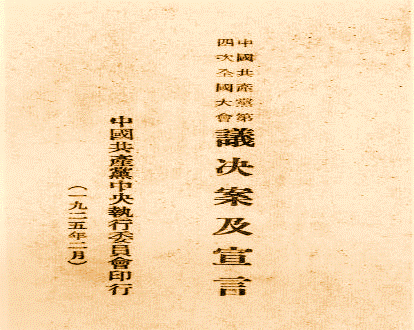 中國共產黨第
四次全國大會
議决案及宣言
中國共產黨中央執行委員會印行
（一九二五年二月）